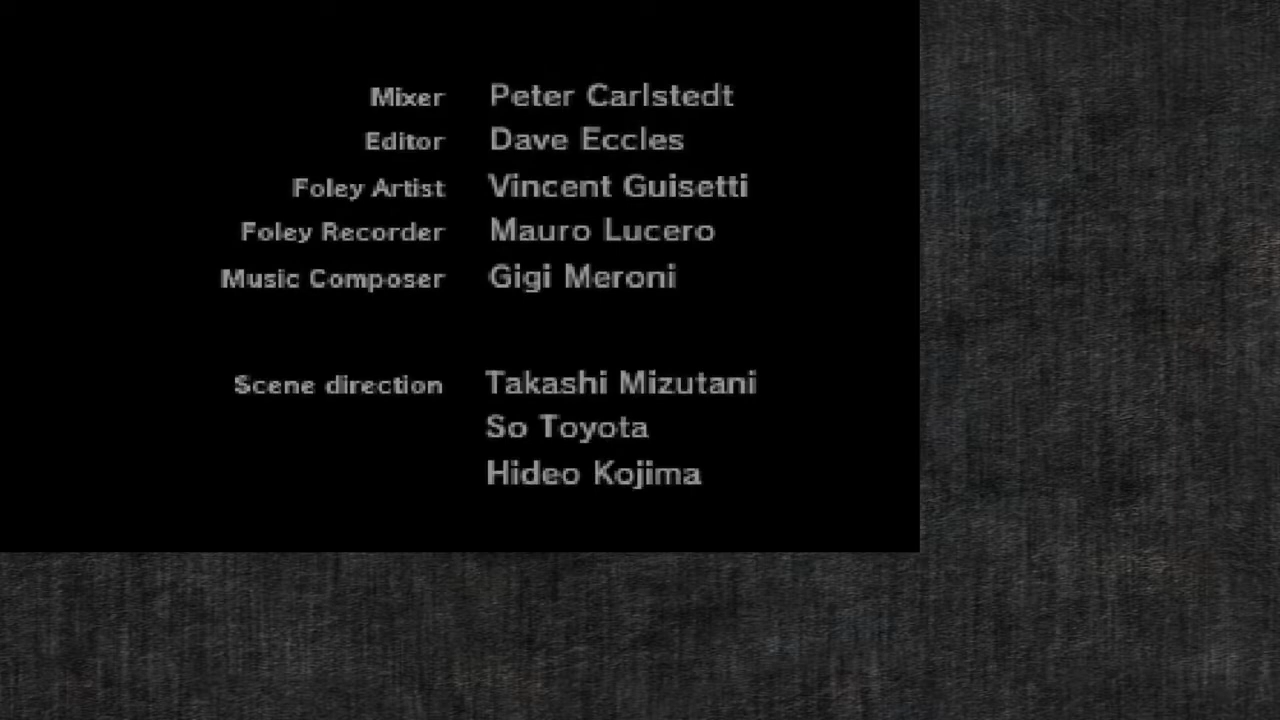 Mixer Peter Carlstedt
Editor Dave Eccles
Foley Artist Vincent Guisetti
Foley Recorder Mauro Lucero
Music Composer Gigi Meroni
Scene direction Takashi Mizutani
So Toyota
Hideo Kojima